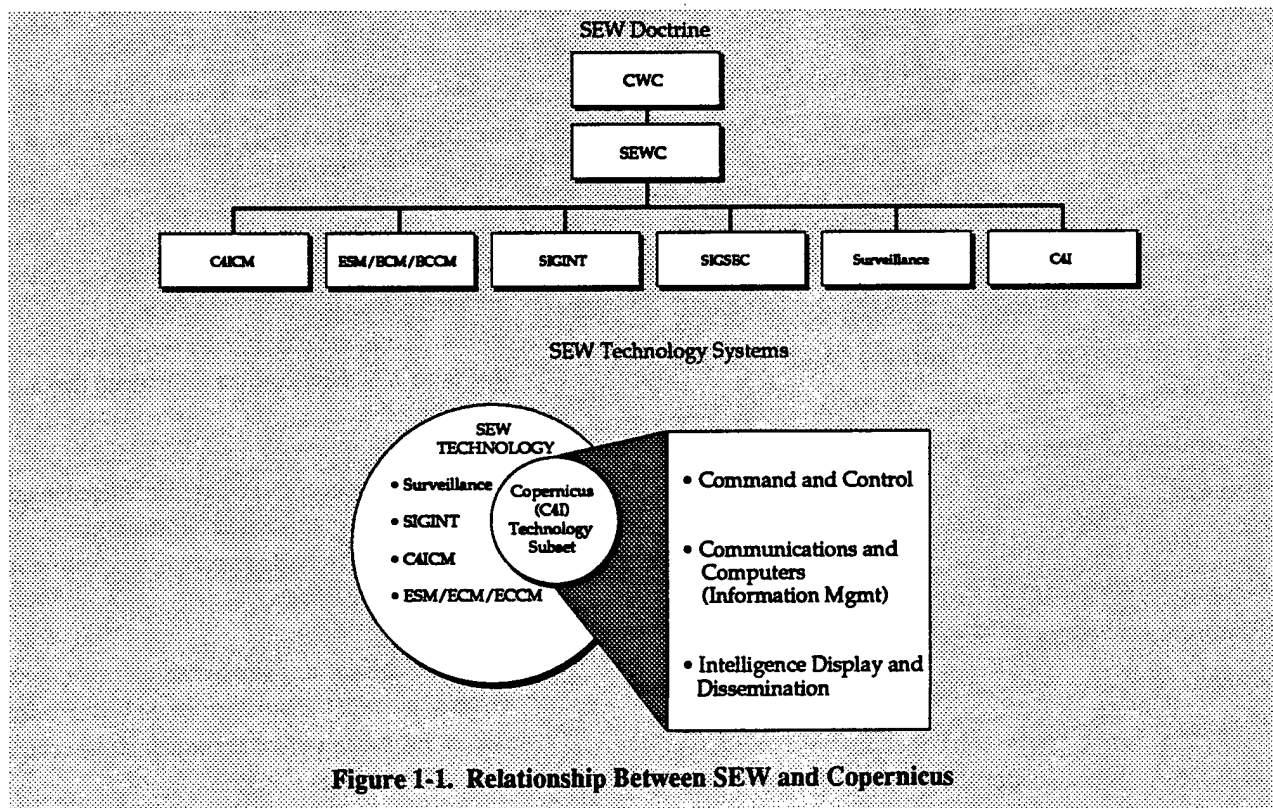 SEW Doctrine
CWC
SEWC
C4ICM
ESM/ECM/ECCM
SIGINT
SIGSEC
Surveillance
C4I
SEW Technology Systems
SEW
TECHNOLOGY
• Surveillance
• SIGINT
• C4ICM
• ESM/ECM/ECCM
Copernicus
(C4I)
Technology
Subset
• Command and Control
• Communications and
Computers
(Information Mgmt)
• Intelligence Display and
Dissemination
Figure 1-1. Relationship Between SEW and Copernicus